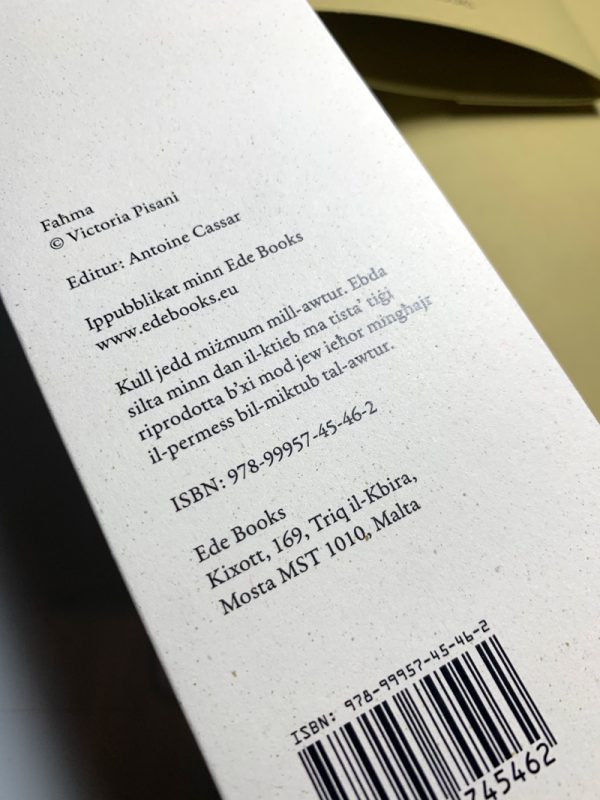 Faħma
© Victoria Pisani
Editur: Antoine Cassar
Ippubblikat minn Ede Books
www.edebooks.eu
Kull jedd miżmum mill-awtur. Ebda
silta minn dan il-ktieb ma tista’ tiġi
riprodotta b’xi mod jew ieħor mingħajr
il-permess bil-miktub tal-awtur.
ISBN: 978-99957-45-46-2
Ede Books
Kixott, 169, Triq il-Kbira,
Mosta MST 1010, Malta
ISBN: 978-99957-45-46-2
745462